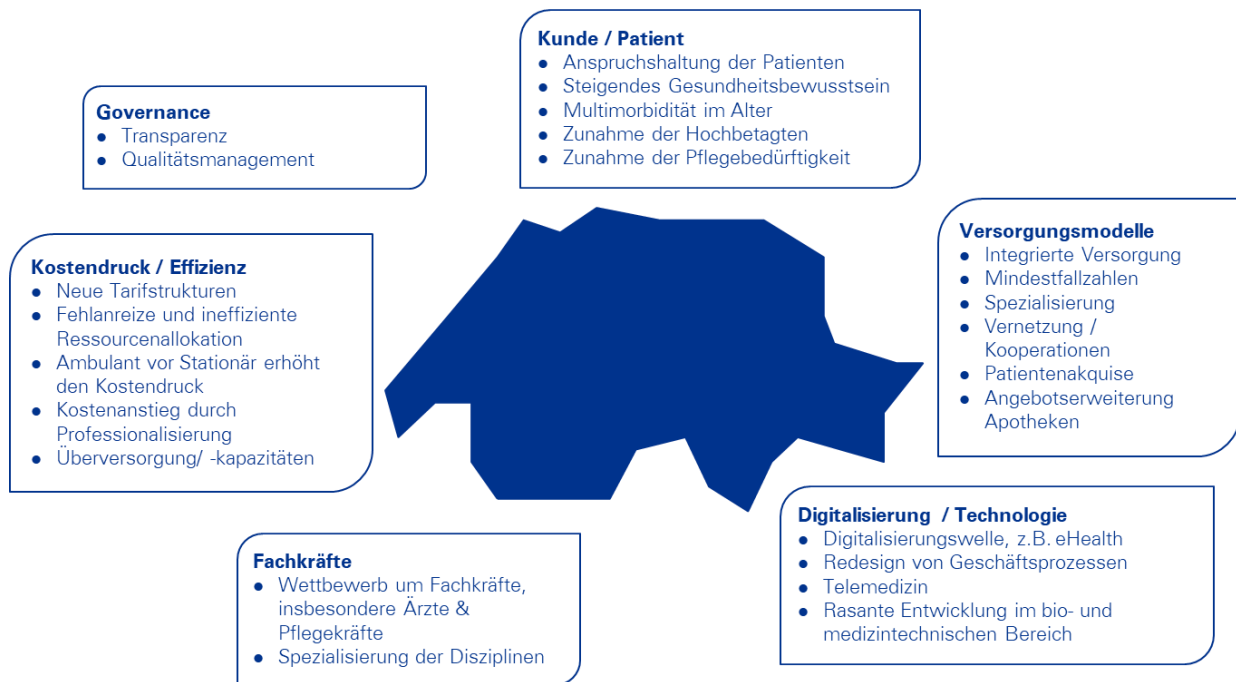 Kunde / Patient
● Anspruchshaltung der Patienten
● Steigendes Gesundheitsbewusstsein
● Multimorbidität im Alter
● Zunahme der Hochbetagten
● Zunahme der Pflegebedürftigkeit
Governance
● Transparenz
● Qualitätsmanagement
Versorgungsmodelle
● Integrierte Versorgung
● Mindestfallzahlen
● Spezialisierung
● Vernetzung /
Kooperationen
● Patientenakquise
● Angebotserweiterung
Apotheken
Kostendruck / Effizienz
● Neue Tarifstrukturen
● Fehlanreize und ineffiziente
Ressourcenallokation
● Ambulant vor Stationär erhöht
den Kostendruck
● Kostenanstieg durch
Professionalisierung
● Überversorgung/ -kapazitäten
Digitalisierung / Technologie
● Digitalisierungswelle, z.B. eHealth
● Redesign von Geschäftsprozessen
● Telemedizin
● Rasante Entwicklung im bio- und
medizintechnischen Bereich
Fachkräfte
● Wettbewerb um Fachkräfte,
insbesondere Ärzte &
Pflegekräfte
● Spezialisierung der Disziplinen